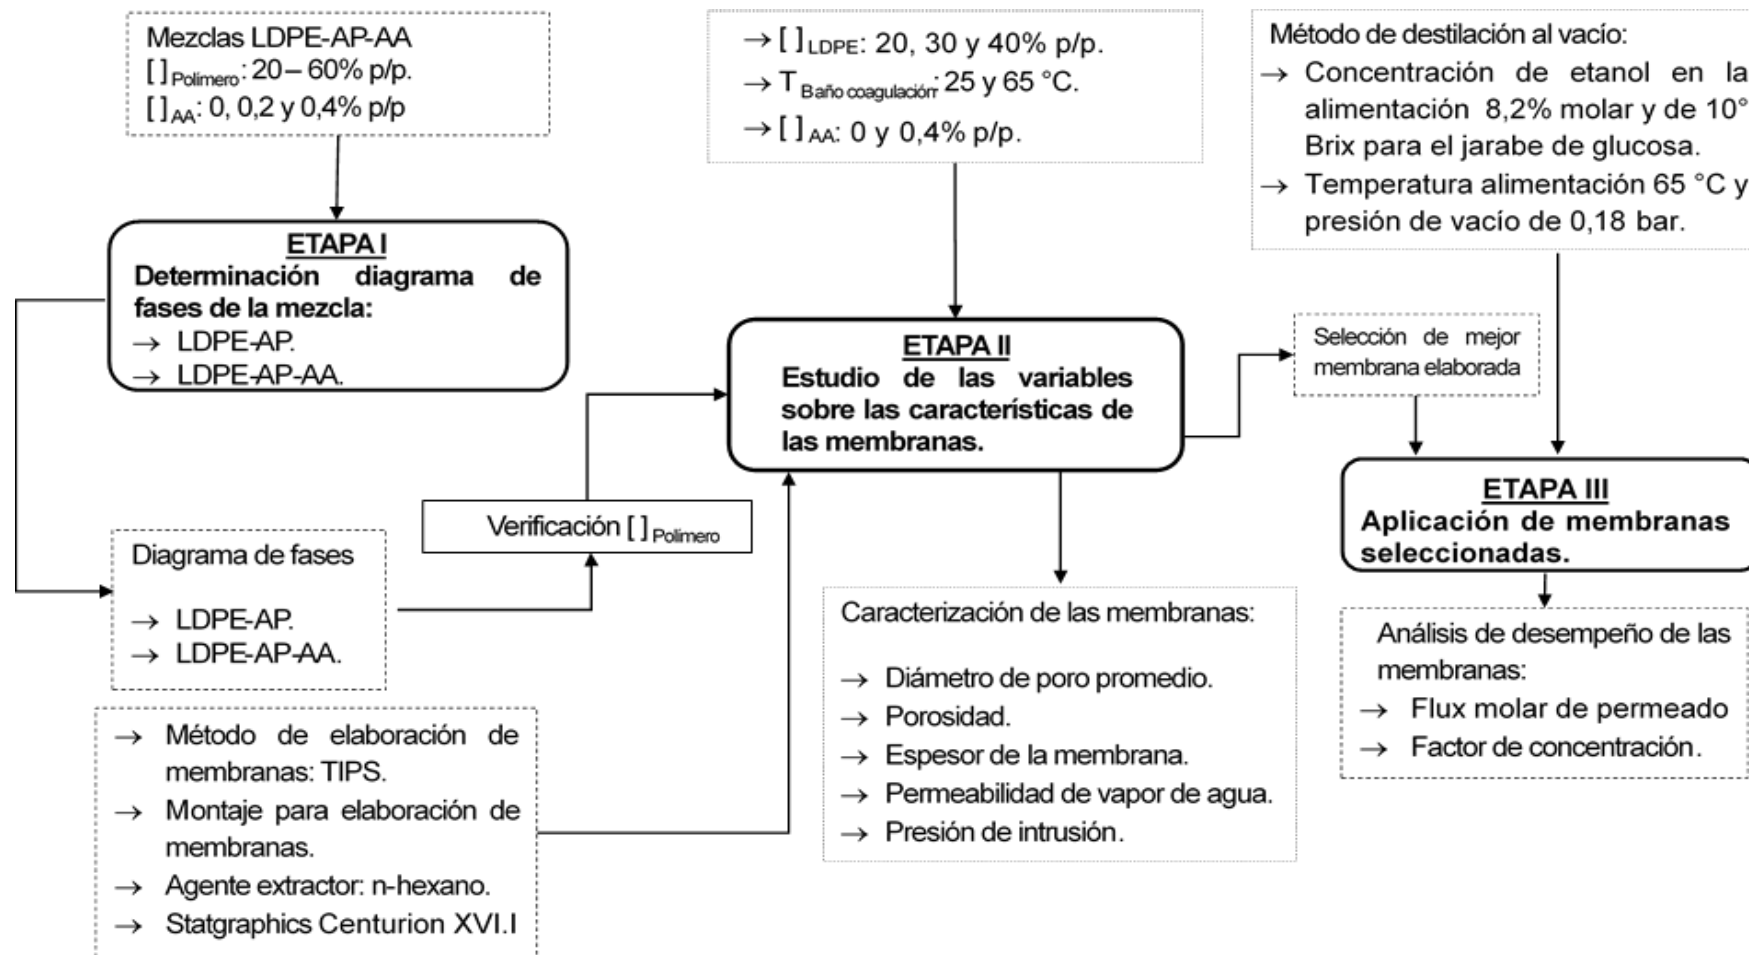 Mezclas LDPE-AP-AA
[ ]Polímero: 20– 60% p/p.
[ ]AA: 0, 0,2 y 0,4% p/p
→ [ ]LDPE: 20, 30 y 40% p/p.
→ T Baño coagulación: 25 y 65 °C.
→ [ ] AA: 0 y 0,4% p/p.
Método de destilación al vacío:
→ Concentración de etanol en la
alimentación 8,2% molar y de 10°
Brix para el jarabe de glucosa.
→ Temperatura alimentación 65 °C y
presión de vacío de 0,18 bar.
ETAPA I
Determinación diagrama de
fases de la mezcla:
→ LDPE-AP.
→ LDPE-AP-AA.
ETAPA II
Estudio de las variables
sobre las características de
las membranas.
Selección de mejor
membrana elaborada
ETAPA III
Aplicación de membranas
seleccionadas.
Verificación [ ] Polímero
Diagrama de fases
→ LDPE-AP.
→ LDPE-AP-AA.
Caracterización de las membranas:
→ Diámetro de poro promedio.
→ Porosidad.
→ Espesor de la membrana.
→ Permeabilidad de vapor de agua.
→ Presión de intrusión.
Análisis de desempeño de las
membranas:
→ Flux molar de permeado
→ Factor de concentración.
→ Método de elaboración de
membranas: TIPS.
→ Montaje para elaboración de
membranas.
→ Agente extractor: n-hexano.
→ Statgraphics Centurion XVI.I